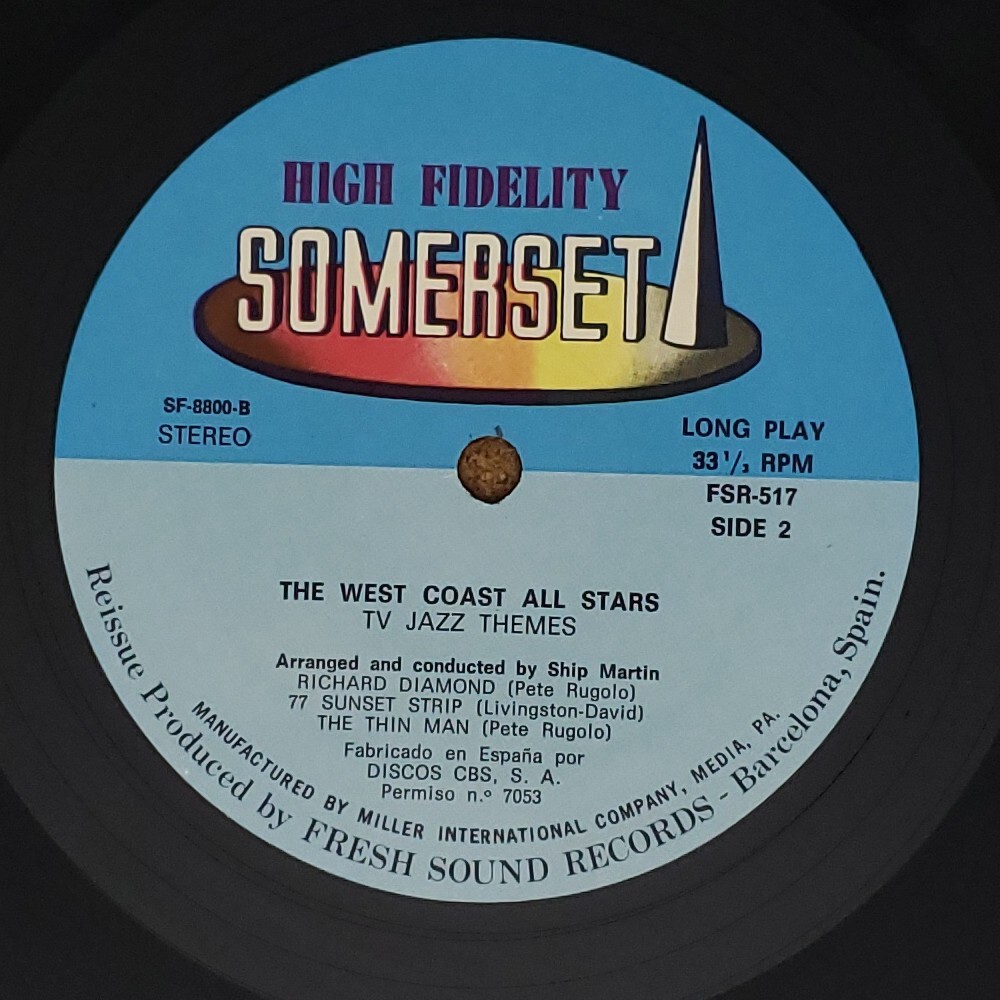 HIGH FIDELITY
SOMERSET
SF-8800-B
STEREO
LONG PLAY
33 1/3 RPM
FSR-517
SIDE 2
THE WEST COAST ALL STARS
TV JAZZ THEMES
Arranged and conducted by Ship Martin
RICHARD DIAMOND (Pete Rugolo)
77 SUNSET STRIP (Livingston-David)
THE THIN MAN (Pete Rugolo)
Fabricado en España por
DISCOS CBS, S. A.
Permiso n.º 7053
MANUFACTURED BY MILLER INTERNATIONAL COMPANY, MEDIA, PA.
Reissue Produced by FRESH SOUND RECORDS - Barcelona, Spain.